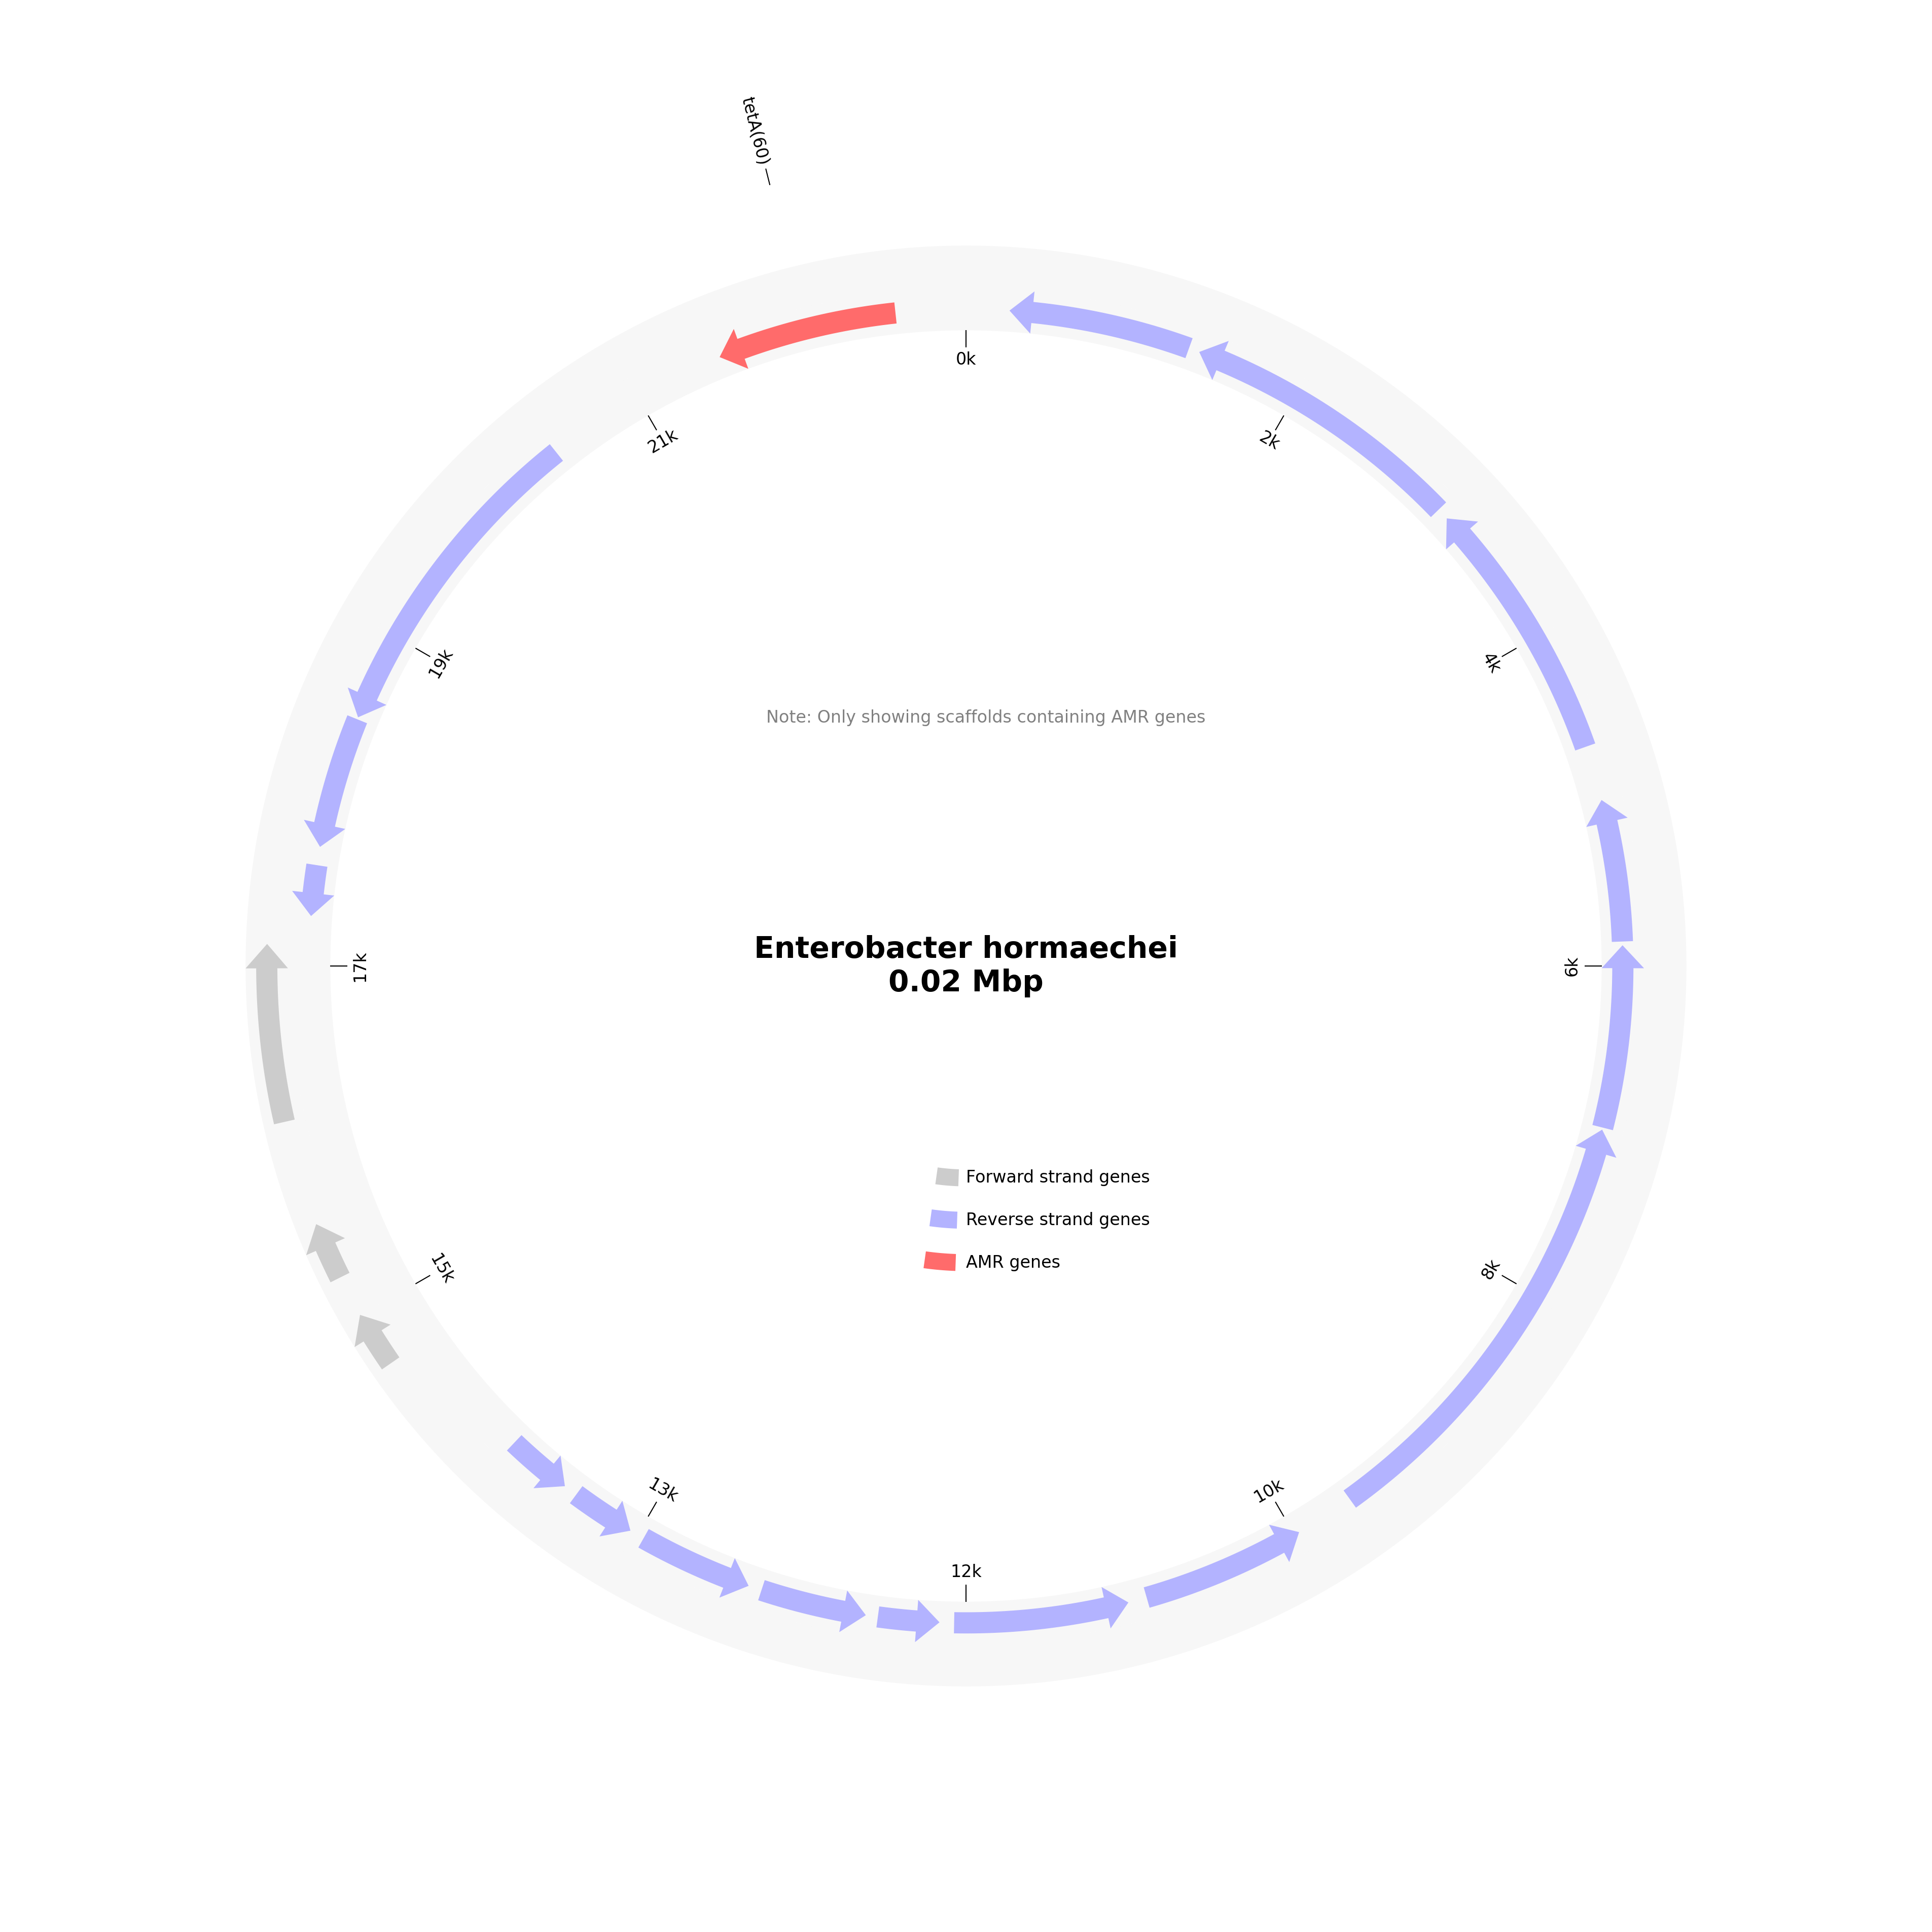 tetA(60)
0k
2k
4k
6k
8k
10k
12k
13k
15k
17k
19k
21k
Note: Only showing scaffolds containing AMR genes
Enterobacter hormaechei
0.02 Mbp
Forward strand genes
Reverse strand genes
AMR genes